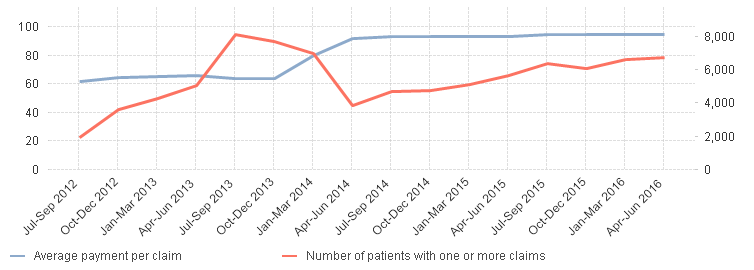 100
80
60
40
20
0
8,000
6,000
4,000
2,000
0
Jul-Sep 2012
Oct-Dec 2012
Jan-Mar 2013
Apr-Jun 2013
Jul-Sep 2013
Oct-Dec 2013
Jan-Mar 2014
Apr-Jun 2014
Jul-Sep 2014
Oct-Dec 2014
Jan-Mar 2015
Apr-Jun 2015
Jul-Sep 2015
Oct-Dec 2015
Jan-Mar 2016
Apr-Jun 2016
Average payment per claim
Number of patients with one or more claims